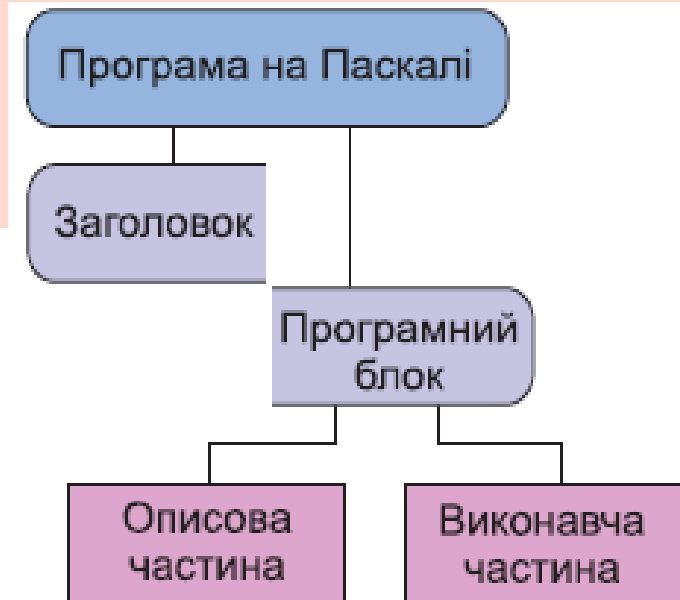 Програма на Паскалі
Заголовок
Програмний
блок
Описова
частина
Виконавча
частина